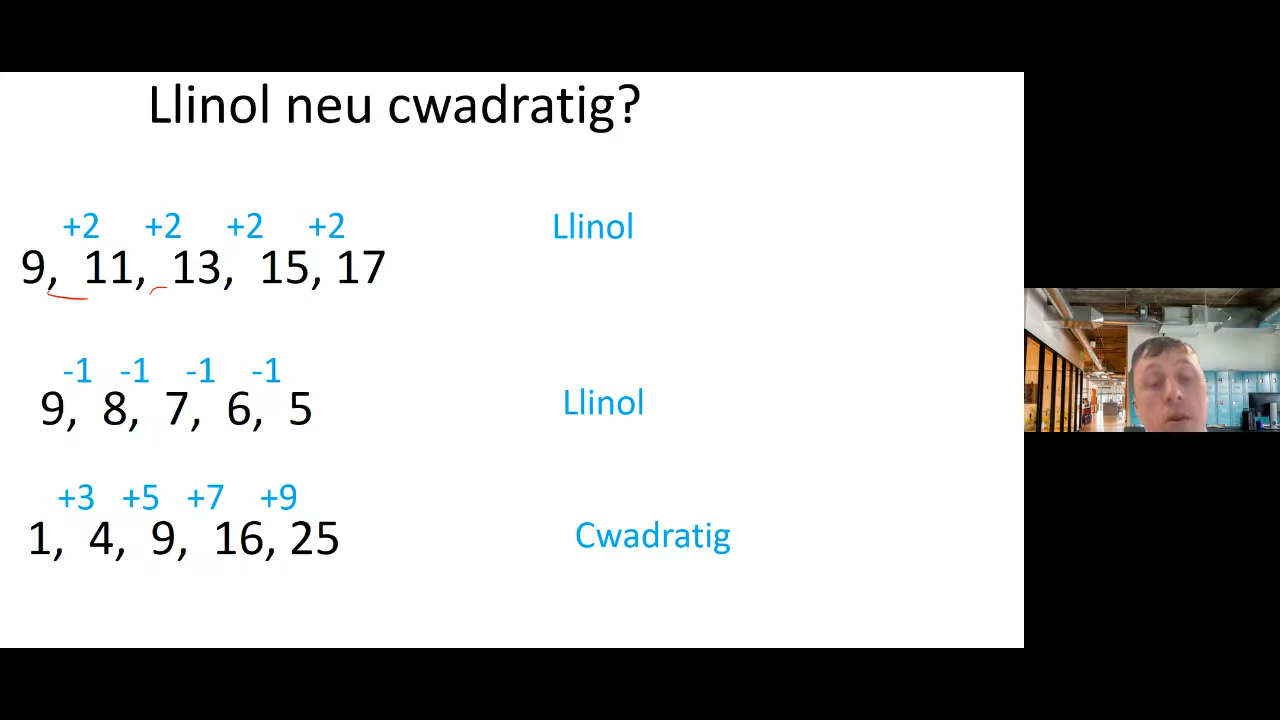 Llinol neu cwadratig?
+2 +2 +2 +2
9, 11, 13, 15, 17
Llinol
-1 -1 -1 -1
9, 8, 7, 6, 5
Llinol
+3 +5 +7 +9
1, 4, 9, 16, 25
Cwadratig